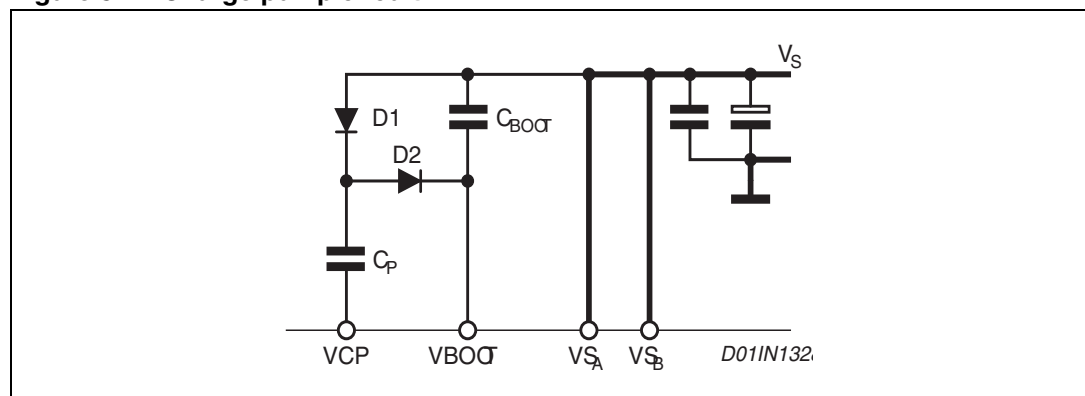 V_S
D1
C_BOOT
D2
C_P
VCP VBOOT VS_A VS_B D01IN132